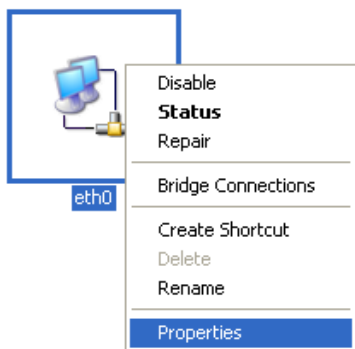 Disable
Status
Repair
Bridge Connections
eth0
Create Shortcut
Delete
Rename
Properties